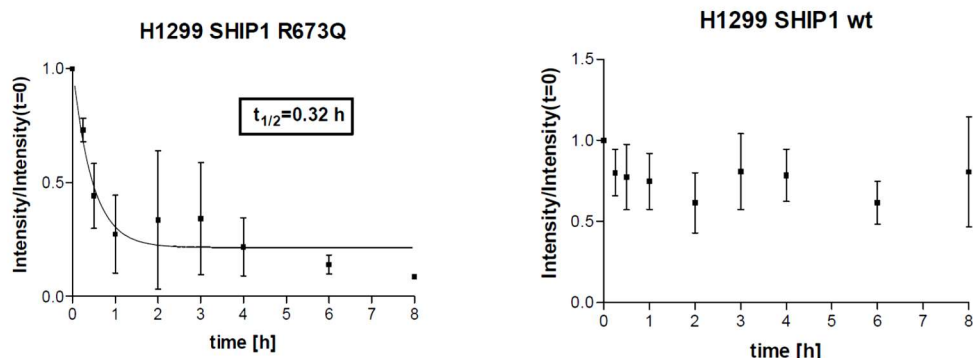 H1299 SHIP1 R673Q
Intensity/Intensity(t=0)
1.0
0.5
0.0
t1/2=0.32 h
0 1 2 3 4 5 6 7 8
time [h]
H1299 SHIP1 wt
Intensity/Intensity(t=0)
1.5
1.0
0.5
0.0
0 1 2 3 4 5 6 7 8
time [h]